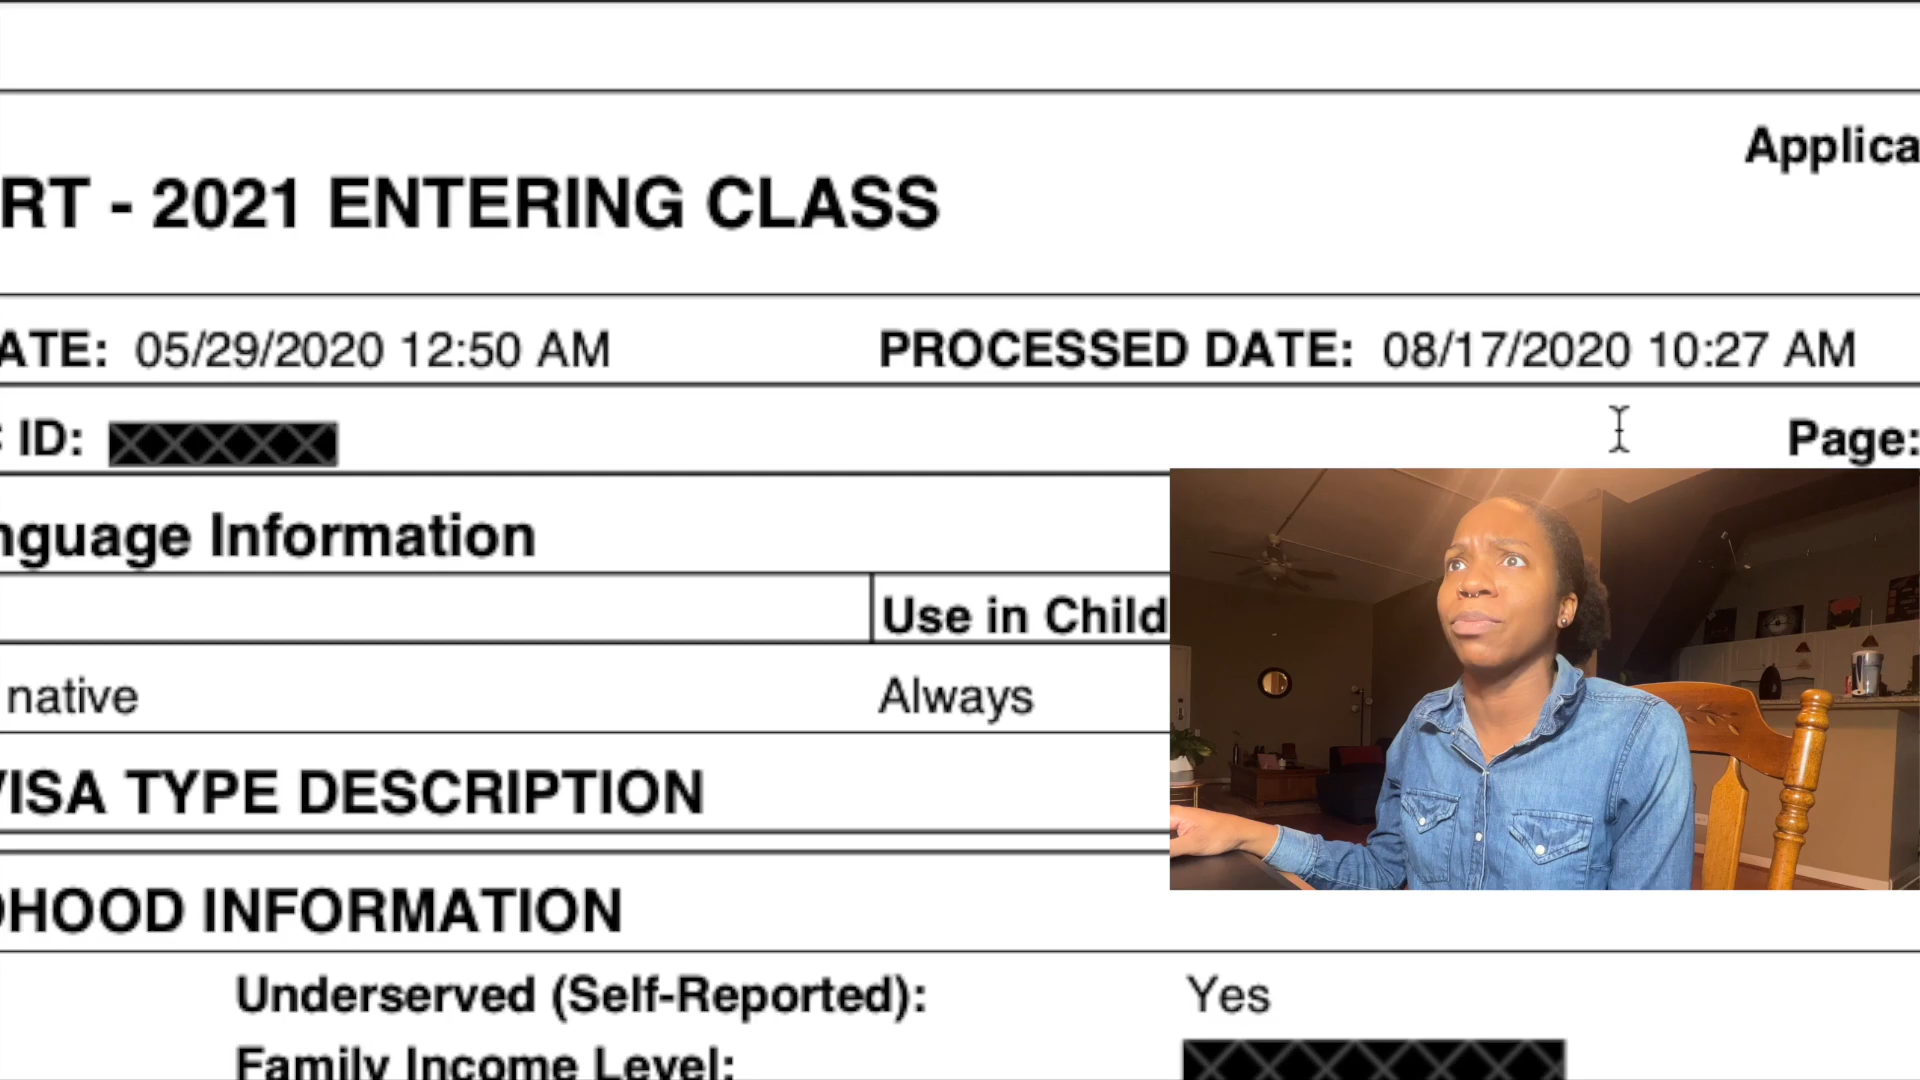 Applica
RT - 2021 ENTERING CLASS
ATE: 05/29/2020 12:50 AM PROCESSED DATE: 08/17/2020 10:27 AM
ID: Page:
nguage Information
Use in Child
native Always
VISA TYPE DESCRIPTION
DHOOD INFORMATION
Underserved (Self-Reported): Yes
Family Income Level: